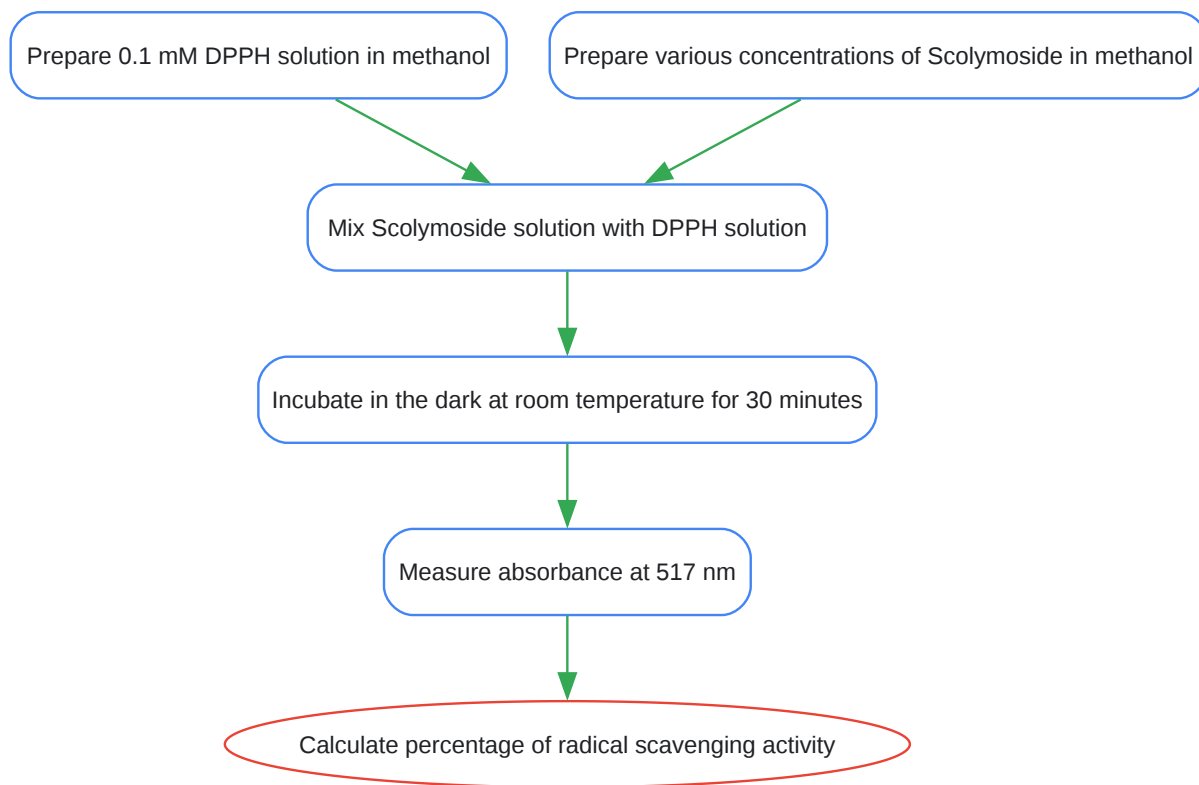 Prepare 0.1 mM DPPH solution in methanol
Prepare various concentrations of Scolymoside in methanol
Mix Scolymoside solution with DPPH solution
Incubate in the dark at room temperature for 30 minutes
Measure absorbance at 517 nm
Calculate percentage of radical scavenging activity